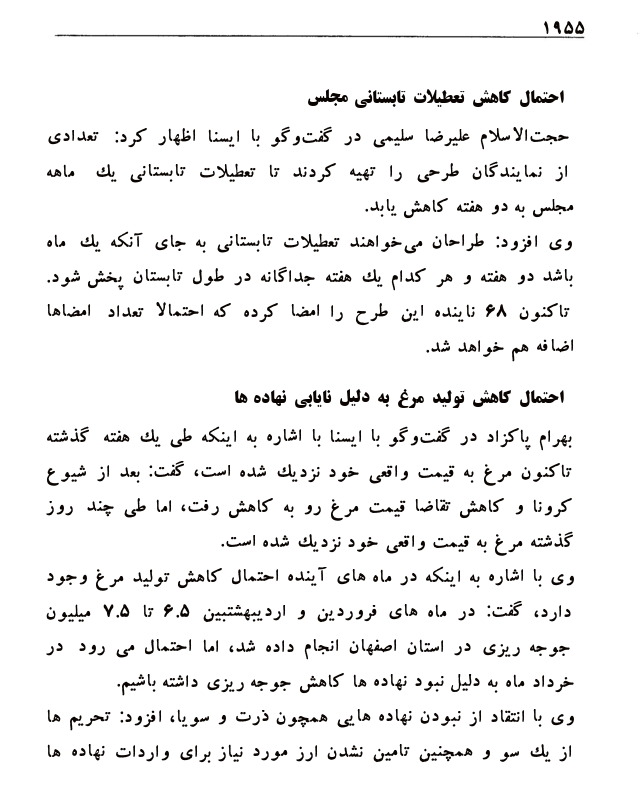 ۱۹۵۵
احتمال کاهش تعطیلات تابستانی مجلس
حجت‌الاسلام علیرضا سلیمی در گفت‌وگو با ایسنا اظهار کرد: تعدادی
از نمایندگان طرحی را تهیه کردند تا تعطیلات تابستانی یك ماهه
مجلس به دو هفته کاهش یابد.
وی افزود: طراحان می‌خواهند تعطیلات تابستانی به جای آنکه یك ماه
باشد دو هفته و هر کدام یك هفته جداگانه در طول تابستان پخش شود.
تاکنون ۶۸ ناینده این طرح را امضا کرده که احتمالا تعداد امضاها
اضافه هم خواهد شد.
احتمال کاهش تولید مرغ به دلیل نایابی نهاده ها
بهرام پاکزاد در گفت‌وگو با ایسنا با اشاره به اینکه طی یك هفته گذشته
تاکنون مرغ به قیمت واقعی خود نزدیك شده است، گفت: بعد از شیوع
کرونا و کاهش تقاضا قیمت مرغ رو به کاهش رفت، اما طی چند روز
گذشته مرغ به قیمت واقعی خود نزدیك شده است.
وی با اشاره به اینکه در ماه های آینده احتمال کاهش تولید مرغ وجود
دارد، گفت: در ماه های فروردین و اردیبهشتبین ۶.۵ تا ۷.۵ میلیون
جوجه ریزی در استان اصفهان انجام داده شد، اما احتمال می رود در
خرداد ماه به دلیل نبود نهاده ها کاهش جوجه ریزی داشته باشیم.
وی با انتقاد از نبودن نهاده هایی همچون ذرت و سویا، افزود: تحریم ها
از یك سو و همچنین تامین نشدن ارز مورد نیاز برای واردات نهاده ها